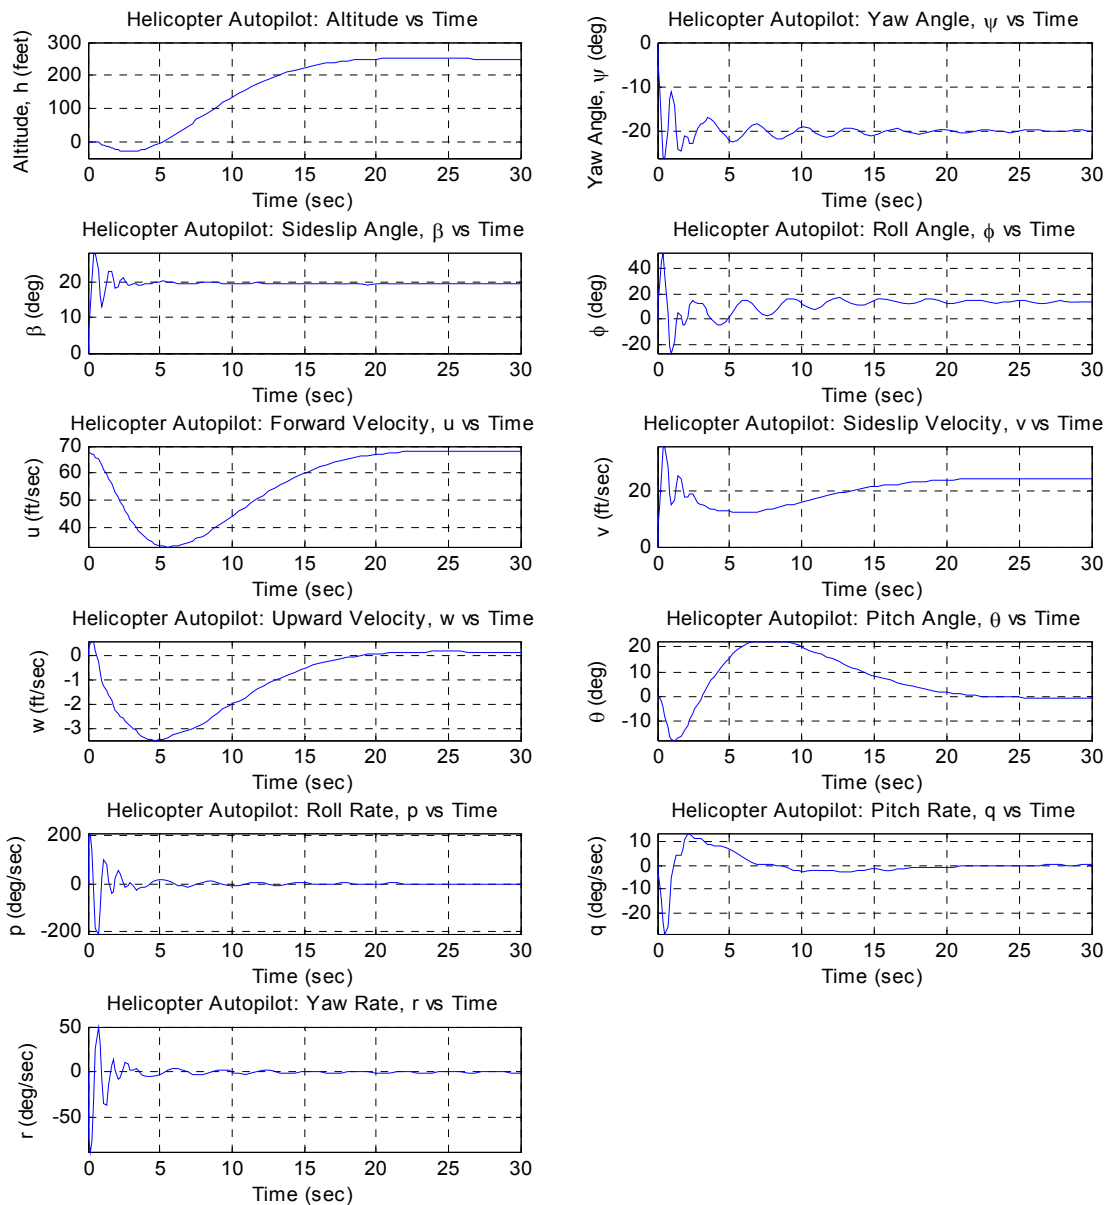 Helicopter Autopilot: Altitude vs Time
Altitude, h (feet)
300
200
100
0
0 5 10 15 20 25 30
Time (sec)
Helicopter Autopilot: Yaw Angle, ψ vs Time
Yaw Angle, ψ (deg)
0
-10
-20
0 5 10 15 20 25 30
Time (sec)
Helicopter Autopilot: Sideslip Angle, β vs Time
β (deg)
20
10
0
0 5 10 15 20 25 30
Time (sec)
Helicopter Autopilot: Roll Angle, ϕ vs Time
ϕ (deg)
40
20
0
-20
0 5 10 15 20 25 30
Time (sec)
Helicopter Autopilot: Forward Velocity, u vs Time
u (ft/sec)
70
60
50
40
0 5 10 15 20 25 30
Time (sec)
Helicopter Autopilot: Sideslip Velocity, v vs Time
v (ft/sec)
20
0
0 5 10 15 20 25 30
Time (sec)
Helicopter Autopilot: Upward Velocity, w vs Time
w (ft/sec)
0
-1
-2
-3
0 5 10 15 20 25 30
Time (sec)
Helicopter Autopilot: Pitch Angle, θ vs Time
θ (deg)
20
10
0
-10
0 5 10 15 20 25 30
Time (sec)
Helicopter Autopilot: Roll Rate, p vs Time
p (deg/sec)
200
0
-200
0 5 10 15 20 25 30
Time (sec)
Helicopter Autopilot: Pitch Rate, q vs Time
q (deg/sec)
10
0
-10
-20
0 5 10 15 20 25 30
Time (sec)
Helicopter Autopilot: Yaw Rate, r vs Time
r (deg/sec)
50
0
-50
0 5 10 15 20 25 30
Time (sec)